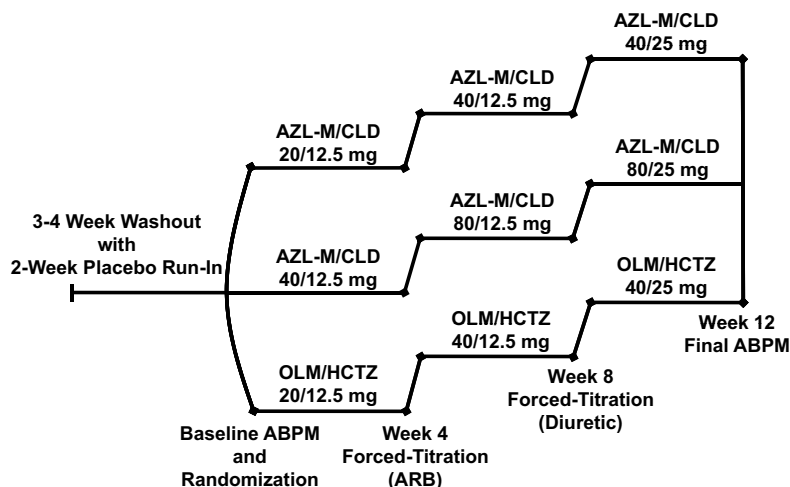 AZL-M/CLD
40/25 mg
AZL-M/CLD
40/12.5 mg
AZL-M/CLD
20/12.5 mg
AZL-M/CLD
80/25 mg
AZL-M/CLD
80/12.5 mg
3-4 Week Washout
with
2-Week Placebo Run-In
AZL-M/CLD
40/12.5 mg
OLM/HCTZ
40/25 mg
OLM/HCTZ
40/12.5 mg
OLM/HCTZ
20/12.5 mg
Week 12
Final ABPM
Week 8
Forced-Titration
(Diuretic)
Baseline ABPM
and
Randomization
Week 4
Forced-Titration
(ARB)